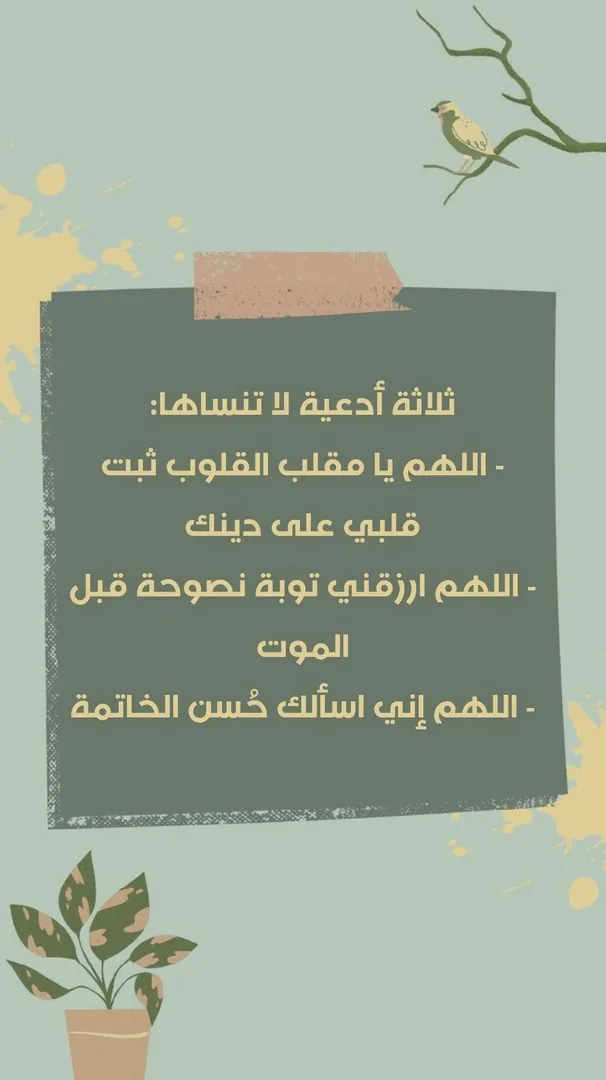 ثلاثة أدعية لا تنساها:
- اللهم يا مقلب القلوب ثبت
قلبي على دينك
- اللهم ارزقني توبة نصوحة قبل
الموت
- اللهم إني اسألك حُسن الخاتمة